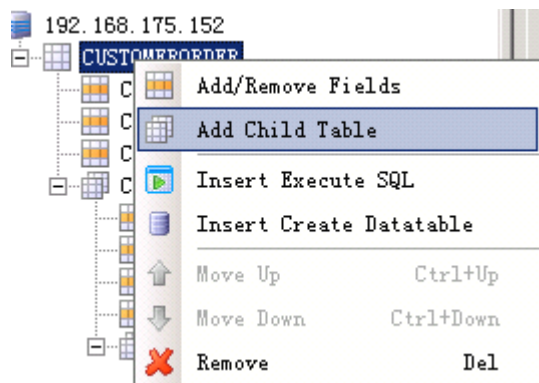 192.168.175.152
CUSTOMERORDER
C
Add/Remove Fields
C
Add Child Table
C
C
Insert Execute SQL
Insert Create Datatable
Move Up Ctrl+Up
Move Down Ctrl+Down
Remove Del